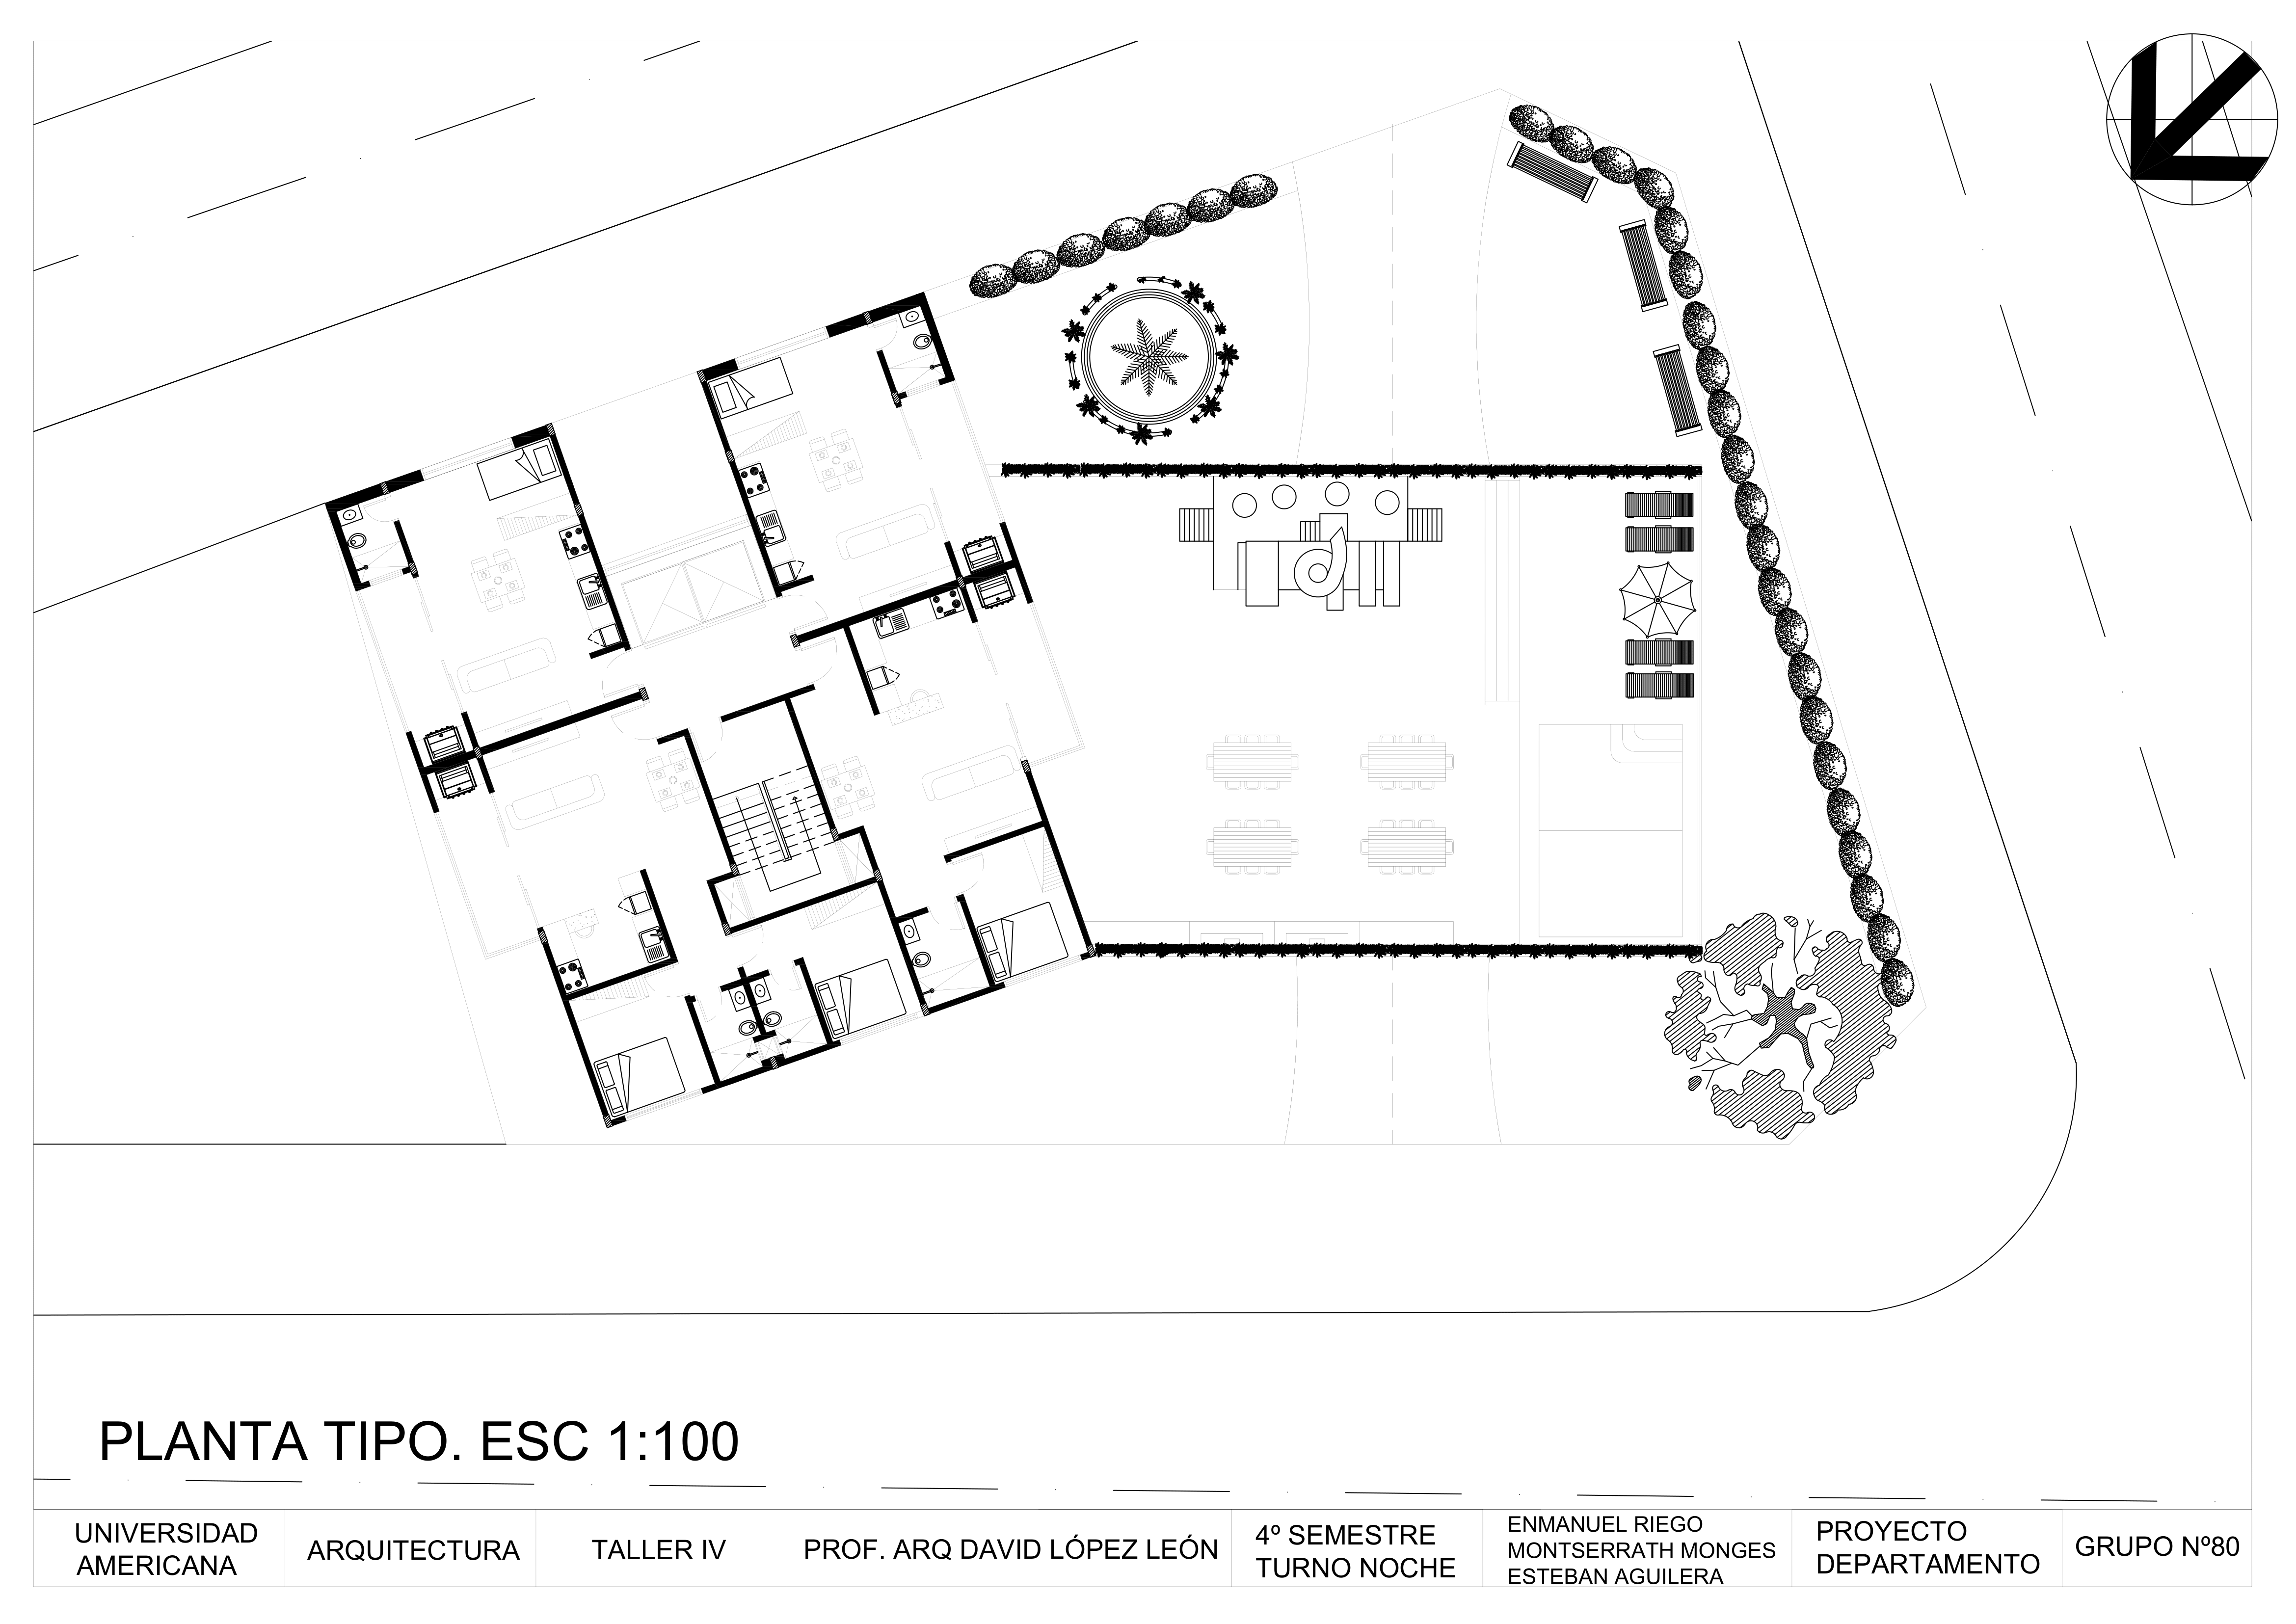 PLANTA TIPO. ESC 1:100
UNIVERSIDAD
AMERICANA
ARQUITECTURA
TALLER IV
PROF. ARQ DAVID LÓPEZ LEÓN
4º SEMESTRE
TURNO NOCHE
ENMANUEL RIEGO
MONTSERRATH MONGES
ESTEBAN AGUILERA
PROYECTO
DEPARTAMENTO
GRUPO Nº80